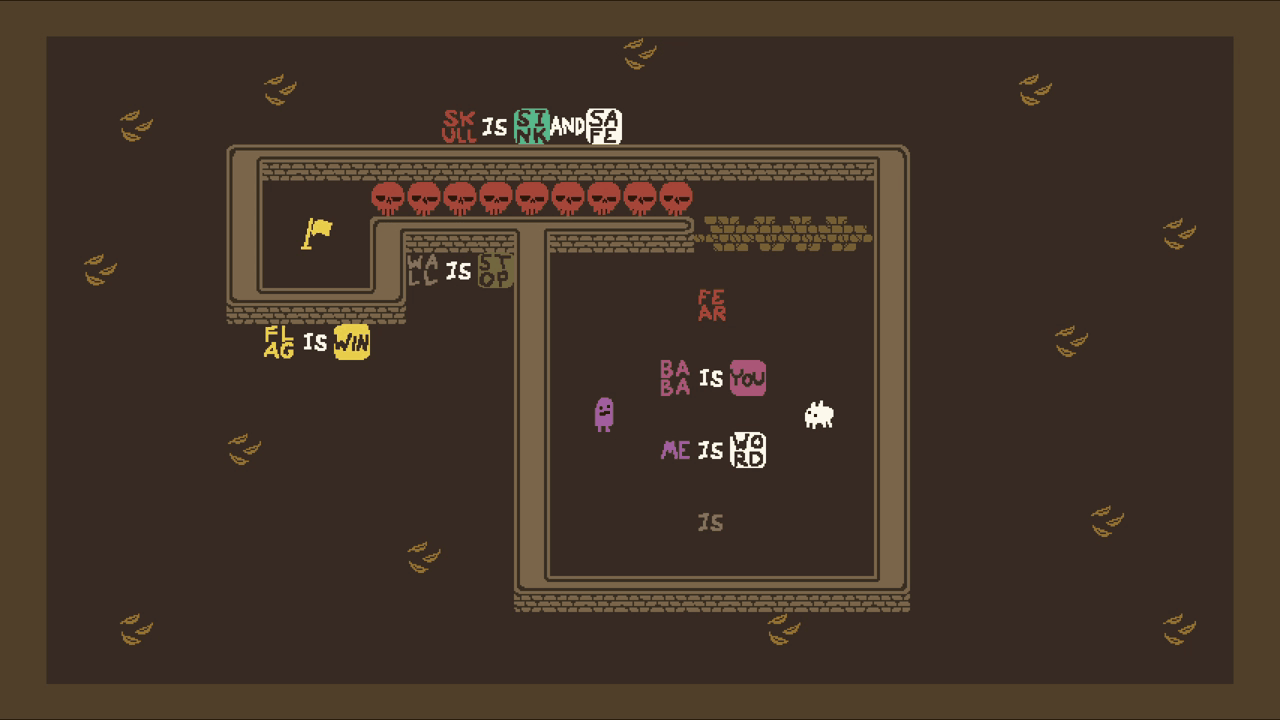 SKULL IS SINK AND SAFE
WALL IS STOP
FEAR
FLAG IS WIN
BABA IS YOU
ME IS WORD
IS